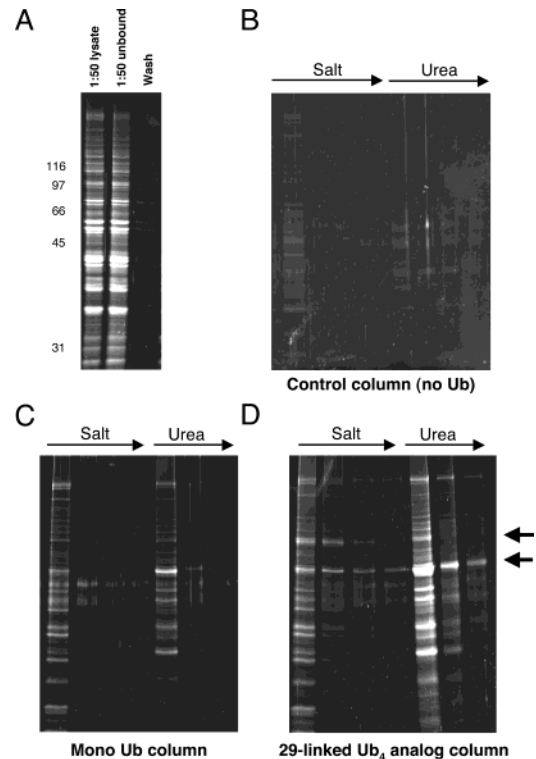 A
1:50 lysate
1:50 unbound
Wash
116
97
66
45
31
B
Salt
Urea
Control column (no Ub)
C
Salt
Urea
Mono Ub column
D
Salt
Urea
29-linked Ub4 analog column